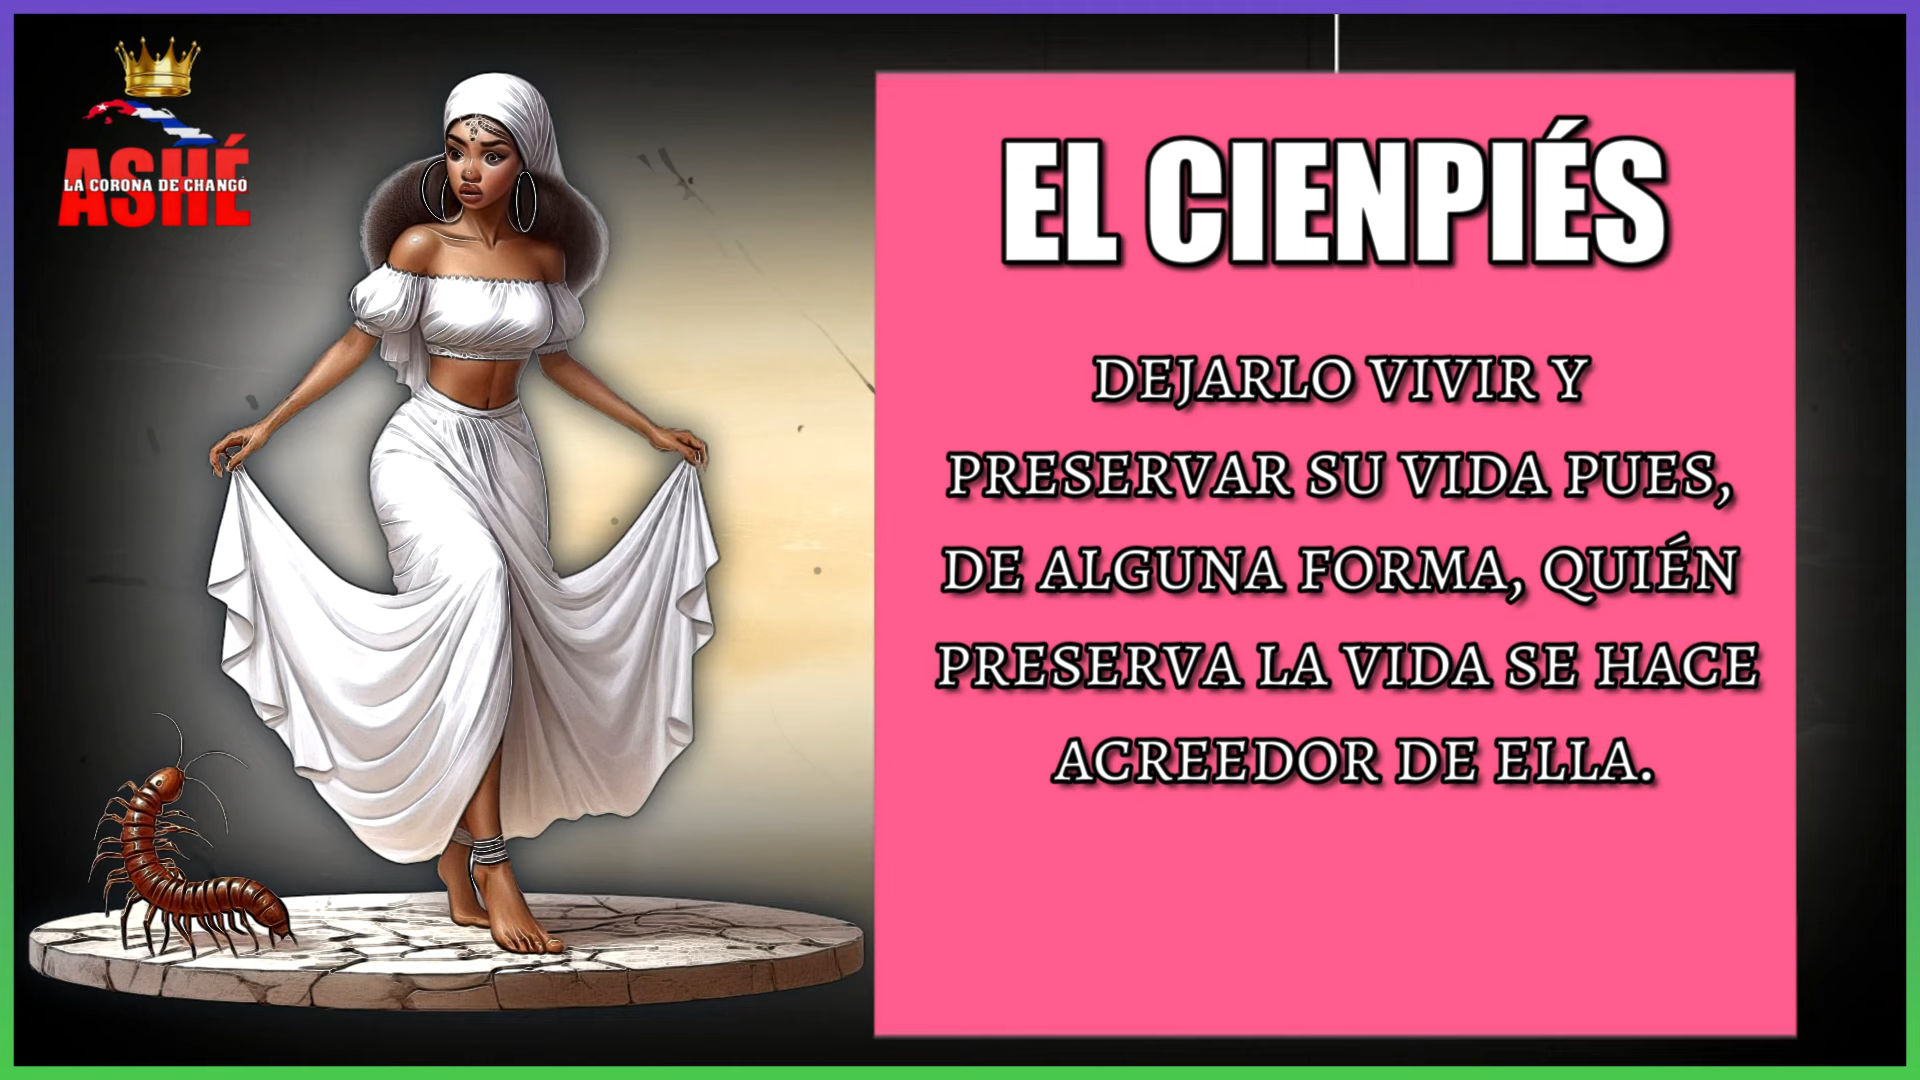 ASHÉ
LA CORONA DE CHANGÓ
EL CIENPIÉS
DEJARLO VIVIR Y
PRESERVAR SU VIDA PUES,
DE ALGUNA FORMA, QUIÉN
PRESERVA LA VIDA SE HACE
ACREEDOR DE ELLA.